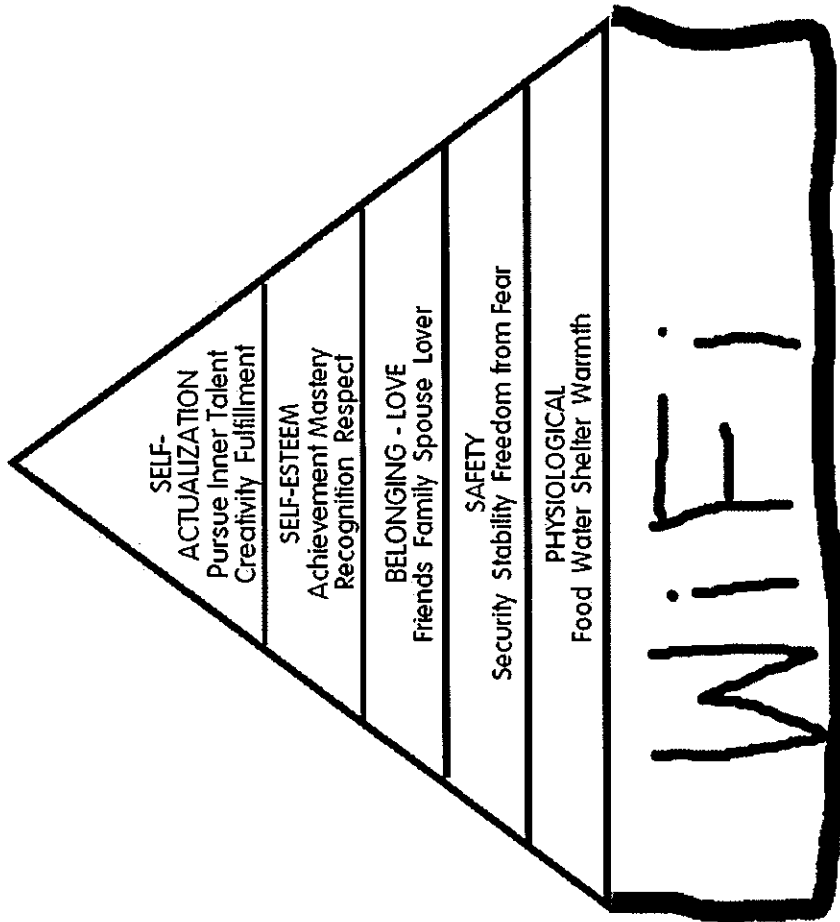 SELF-
ACTUALIZATION
Pursue Inner Talent
Creativity Fulfillment
SELF-ESTEEM
Achievement Mastery
Recognition Respect
BELONGING - LOVE
Friends Family Spouse Lover
SAFETY
Security Stability Freedom from Fear
PHYSIOLOGICAL
Food Water Shelter Warmth
WiFi